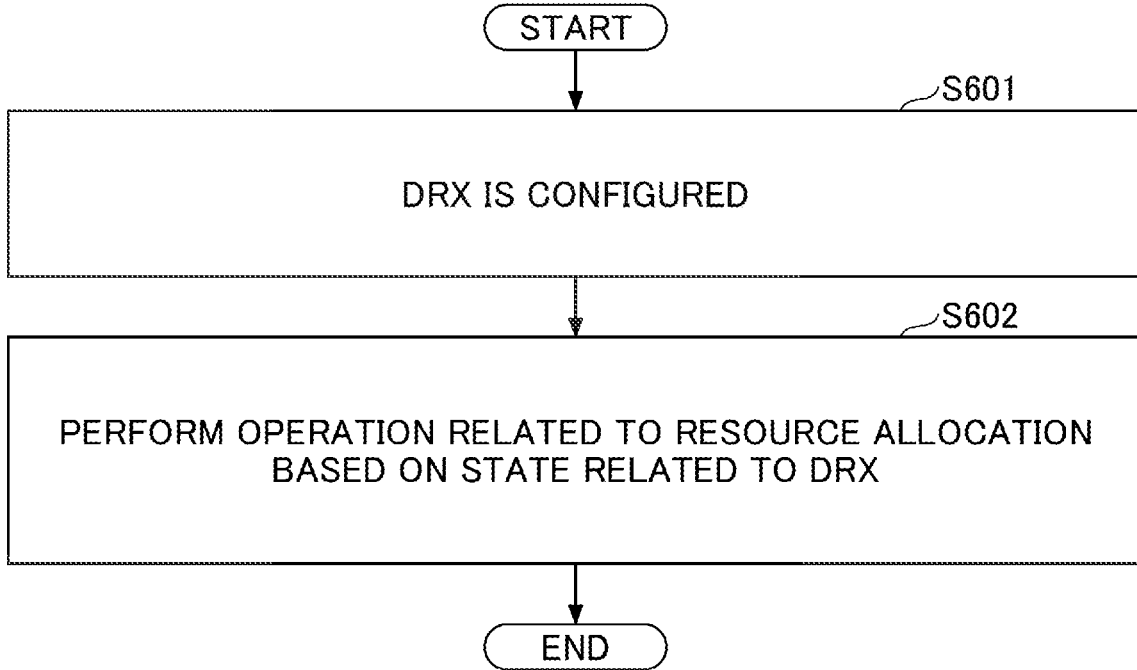 START
S601
DRX IS CONFIGURED
S602
PERFORM OPERATION RELATED TO RESOURCE ALLOCATION
BASED ON STATE RELATED TO DRX
END